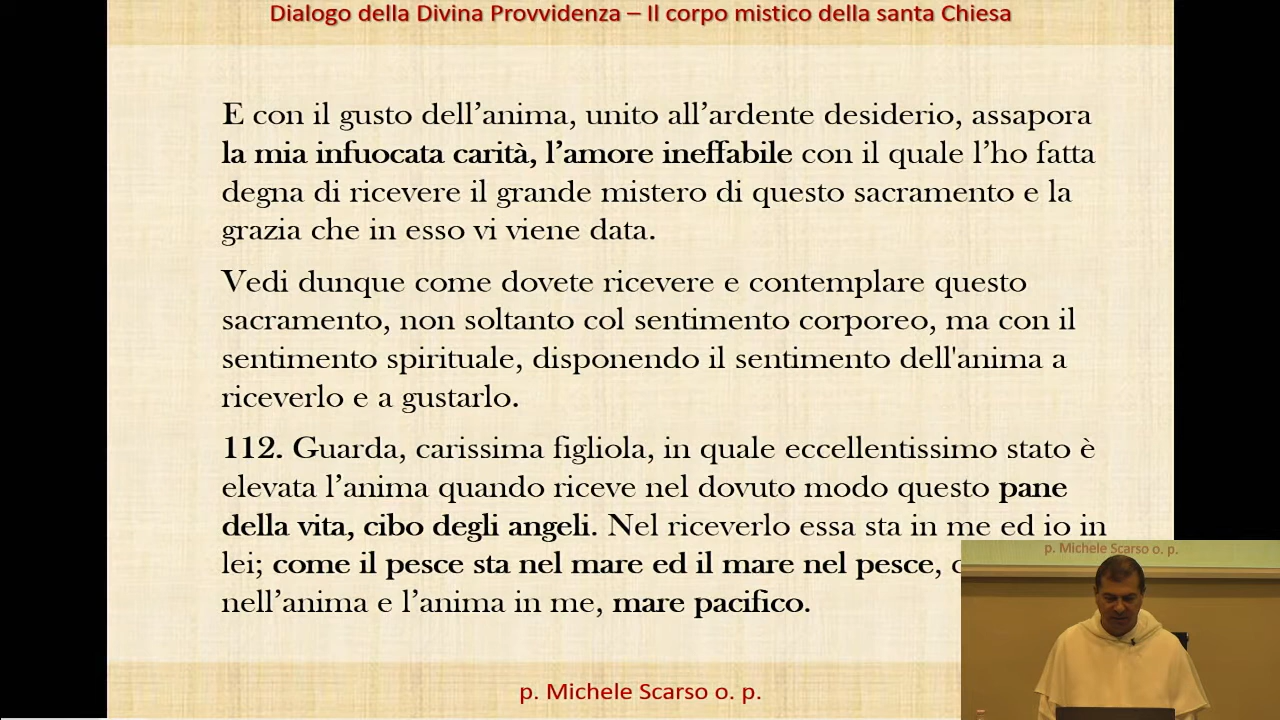 Dialogo della Divina Provvidenza – Il corpo mistico della santa Chiesa
E con il gusto dell’anima, unito all’ardente desiderio, assapora
la mia infuocata carità, l’amore ineffabile con il quale l’ho fatta
degna di ricevere il grande mistero di questo sacramento e la
grazia che in esso vi viene data.
Vedi dunque come dovete ricevere e contemplare questo
sacramento, non soltanto col sentimento corporeo, ma con il
sentimento spirituale, disponendo il sentimento dell'anima a
riceverlo e a gustarlo.
112. Guarda, carissima figliola, in quale eccellentissimo stato è
elevata l’anima quando riceve nel dovuto modo questo pane
della vita, cibo degli angeli. Nel riceverlo essa sta in me ed io in
lei; come il pesce sta nel mare ed il mare nel pesce,
nell’anima e l’anima in me, mare pacifico.
p. Michele Scarso o. p.
p. Michele Scarso o. p.